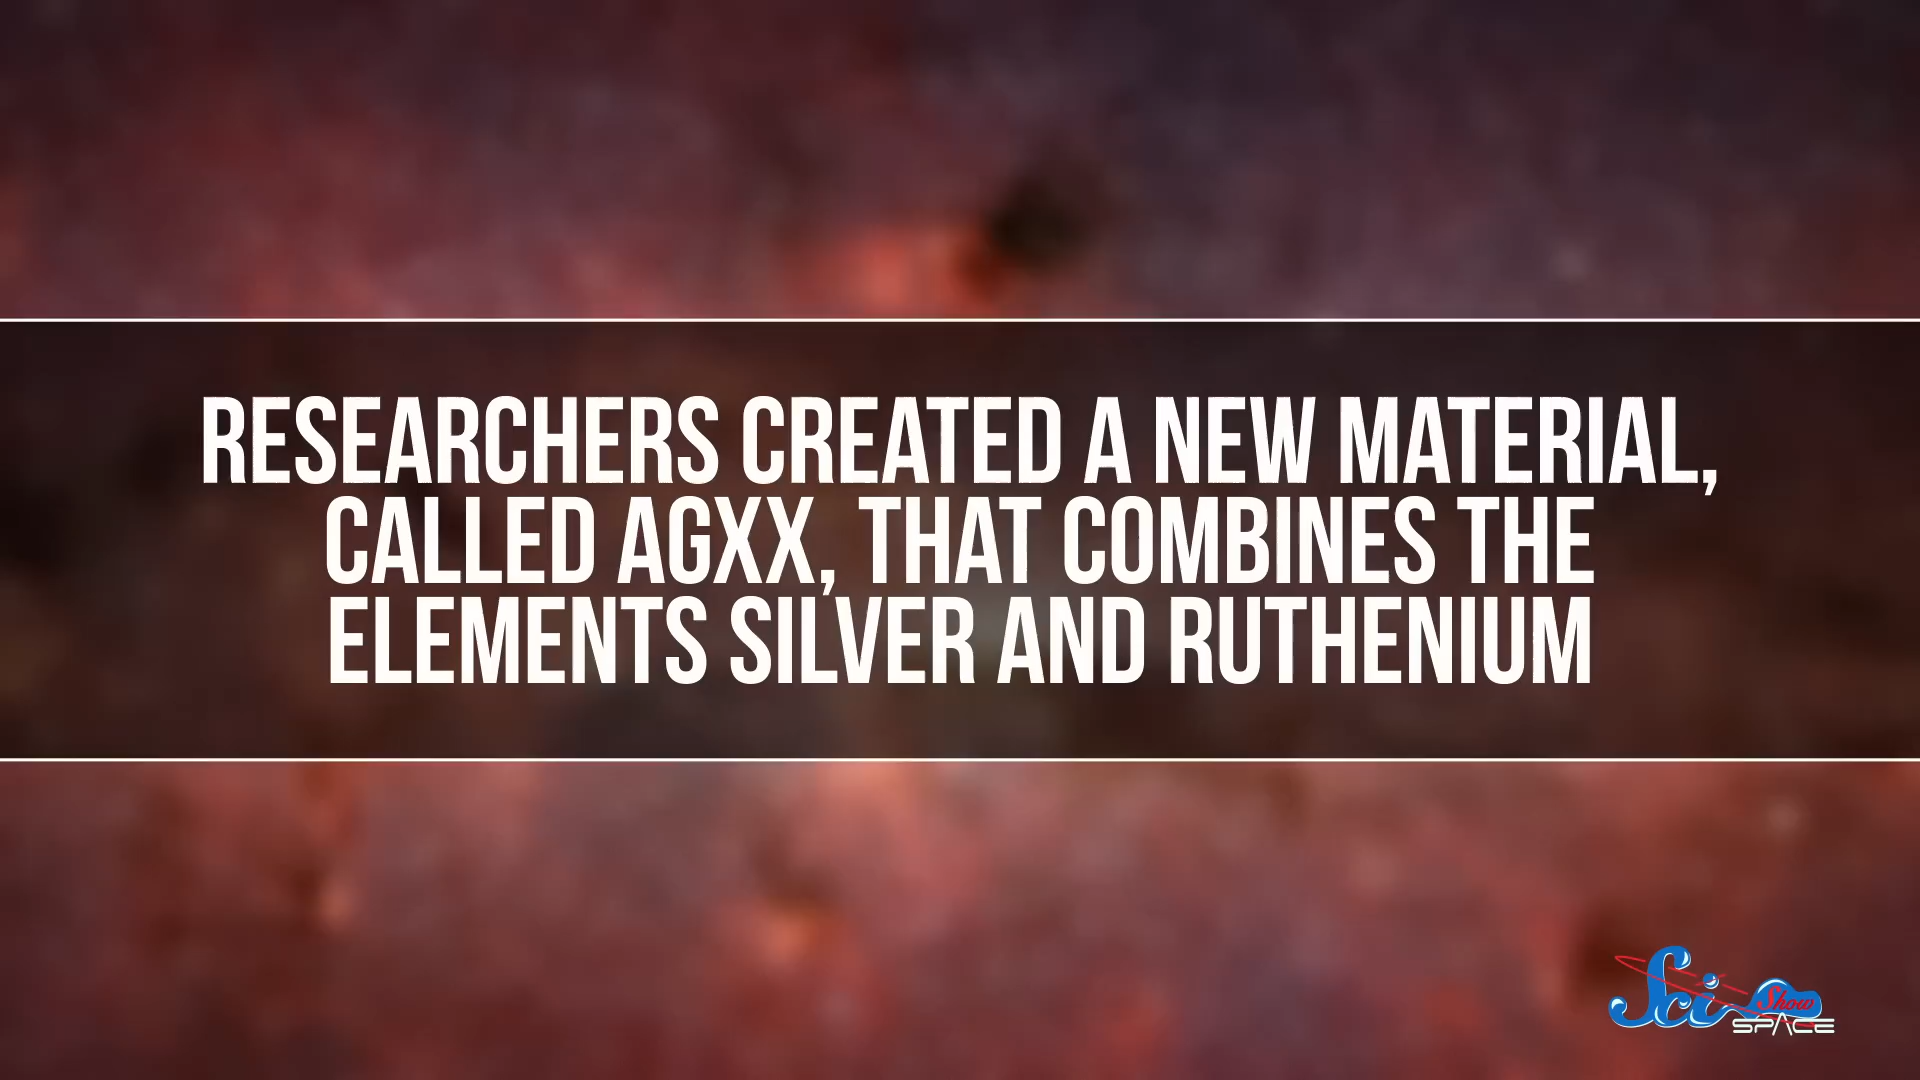 RESEARCHERS CREATED A NEW MATERIAL,
CALLED AGXX, THAT COMBINES THE
ELEMENTS SILVER AND RUTHENIUM
Sci Show
SPACE